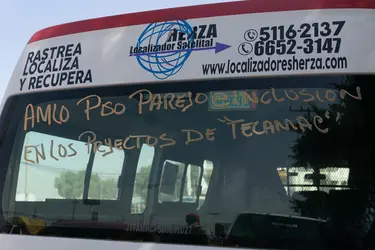 RASTREA
LOCALIZA
Y RECUPERA
HERZA
Localizador Satelital
5116-2137
6652-3147
www.localizadoresherza.com
AMLO PISO PAREJO INCLUSIÓN
EN LOS PROYECTOS DE "TECAMAC"